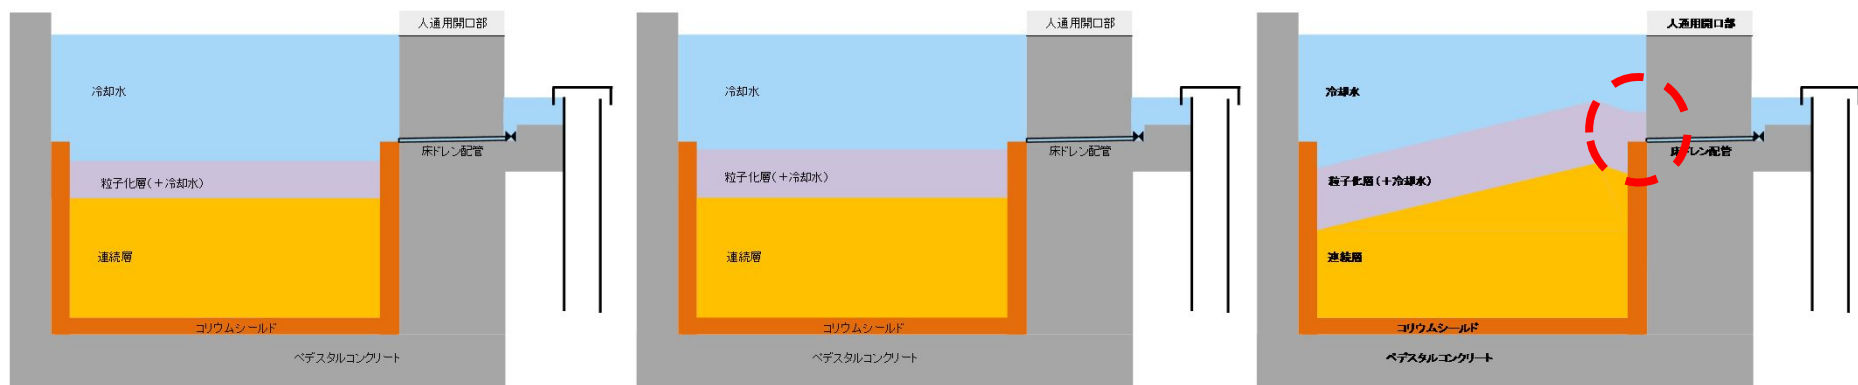 人通用開口部
冷却水
床ドレン配管
粒子化層(+冷却水)
連続層
コリウムシールド
ペデスタルコンクリート
人通用開口部
冷却水
床ドレン配管
粒子化層(+冷却水)
連続層
コリウムシールド
ペデスタルコンクリート
人通用開口部
冷却水
床ドレン配管
粒子化層(+冷却水)
連続層
コリウムシールド
ペデスタルコンクリート